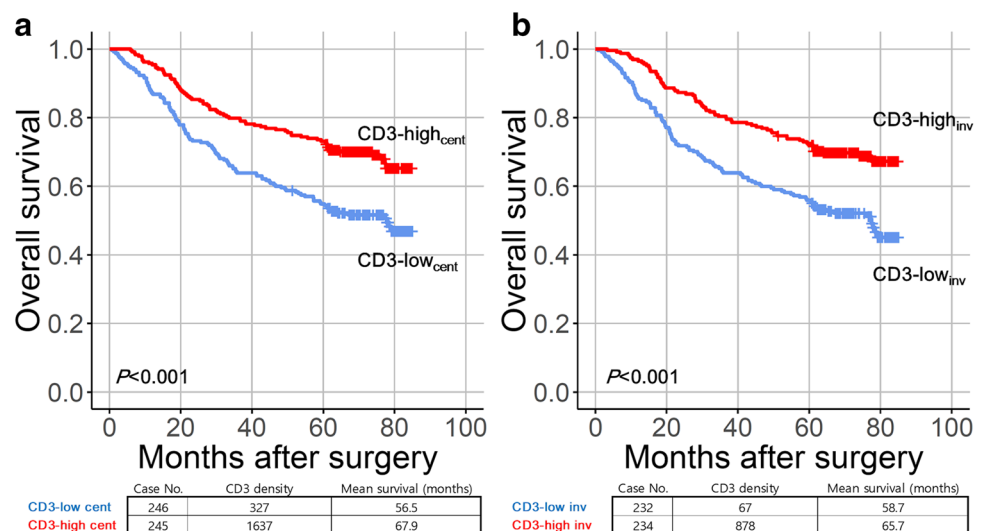 a
Overall survival
1.0
0.8
0.6
0.4
0.2
0.0
CD3-highcent
CD3-lowcent
P<0.001
0 20 40 60 80 100
Months after surgery
Case No. CD3 density Mean survival (months)
CD3-low cent 246 327 56.5
CD3-high cent 245 1637 67.9
b
Overall survival
1.0
0.8
0.6
0.4
0.2
0.0
CD3-highinv
CD3-lowinv
P<0.001
0 20 40 60 80 100
Months after surgery
Case No. CD3 density Mean survival (months)
CD3-low inv 232 67 58.7
CD3-high inv 234 878 65.7